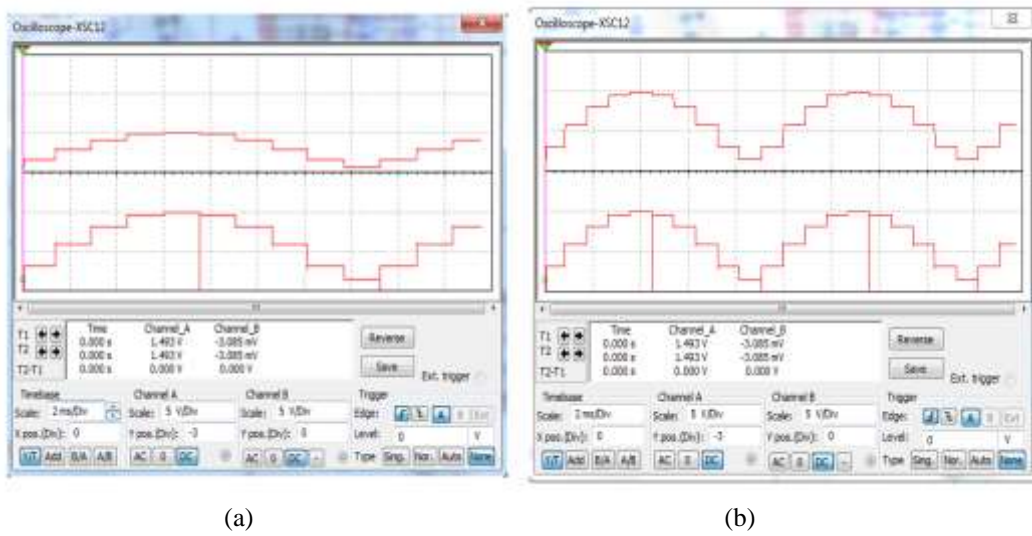 Oscilloscope-XSC12
Time Channel_A Channel_B
T1 0.000 s 1.493 V -3.085 mV
T2 0.000 s 1.493 V -3.085 mV
T2-T1 0.000 s 0.000 V 0.000 V
Reverse
Save
Ext. trigger
Timebase Channel A Channel B Trigger
Scale: 2 ms/Div Scale: 5 V/Div Scale: 5 V/Div Edge: A B Ext
X pos.(Div): 0 Y pos.(Div): -3 Y pos.(Div): 0 Level: 0 V
Y/T Add B/A A/B AC 0 DC AC 0 DC - Type Sing. Nor. Auto None
(a)
Oscilloscope-XSC12
Time Channel_A Channel_B
T1 0.000 s 1.493 V -3.085 mV
T2 0.000 s 1.493 V -3.085 mV
T2-T1 0.000 s 0.000 V 0.000 V
Reverse
Save
Ext. trigger
Timebase Channel A Channel B Trigger
Scale: Scale: 5 V/Div Scale: 5 V/Div Edge: A B Ext
X pos.(Div): 0 Y pos.(Div): -3 Y pos.(Div): 0 Level: 0 V
Y/T Add B/A A/B AC 0 DC AC 0 DC - Type Sing. Nor. Auto None
(b)